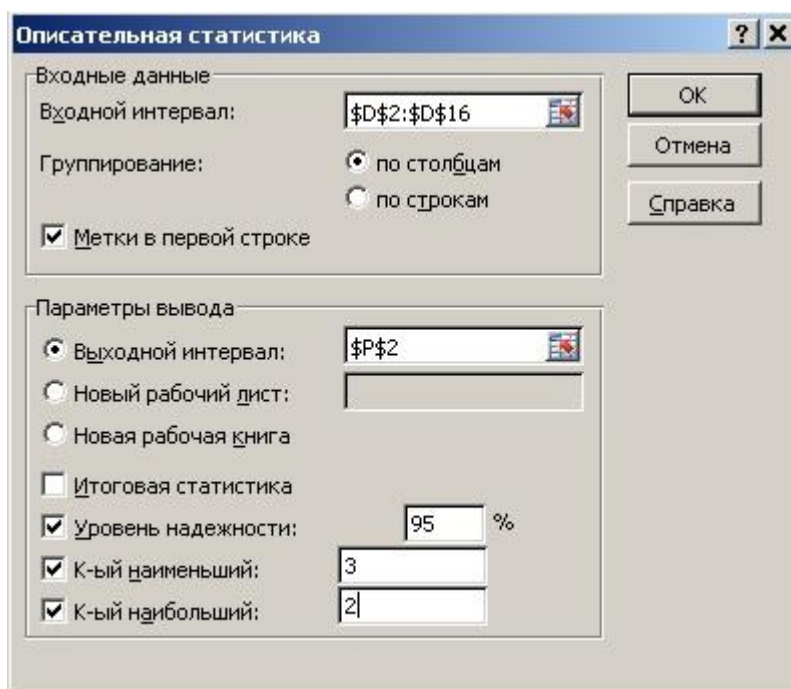 Описательная статистика
Входные данные
Входной интервал: $D$2:$D$16
Группирование: по столбцам
по строкам
Метки в первой строке
OK
Отмена
Справка
Параметры вывода
Выходной интервал: $P$2
Новый рабочий лист:
Новая рабочая книга
Итоговая статистика
Уровень надежности: 95 %
К-ый наименьший: 3
К-ый наибольший: 2